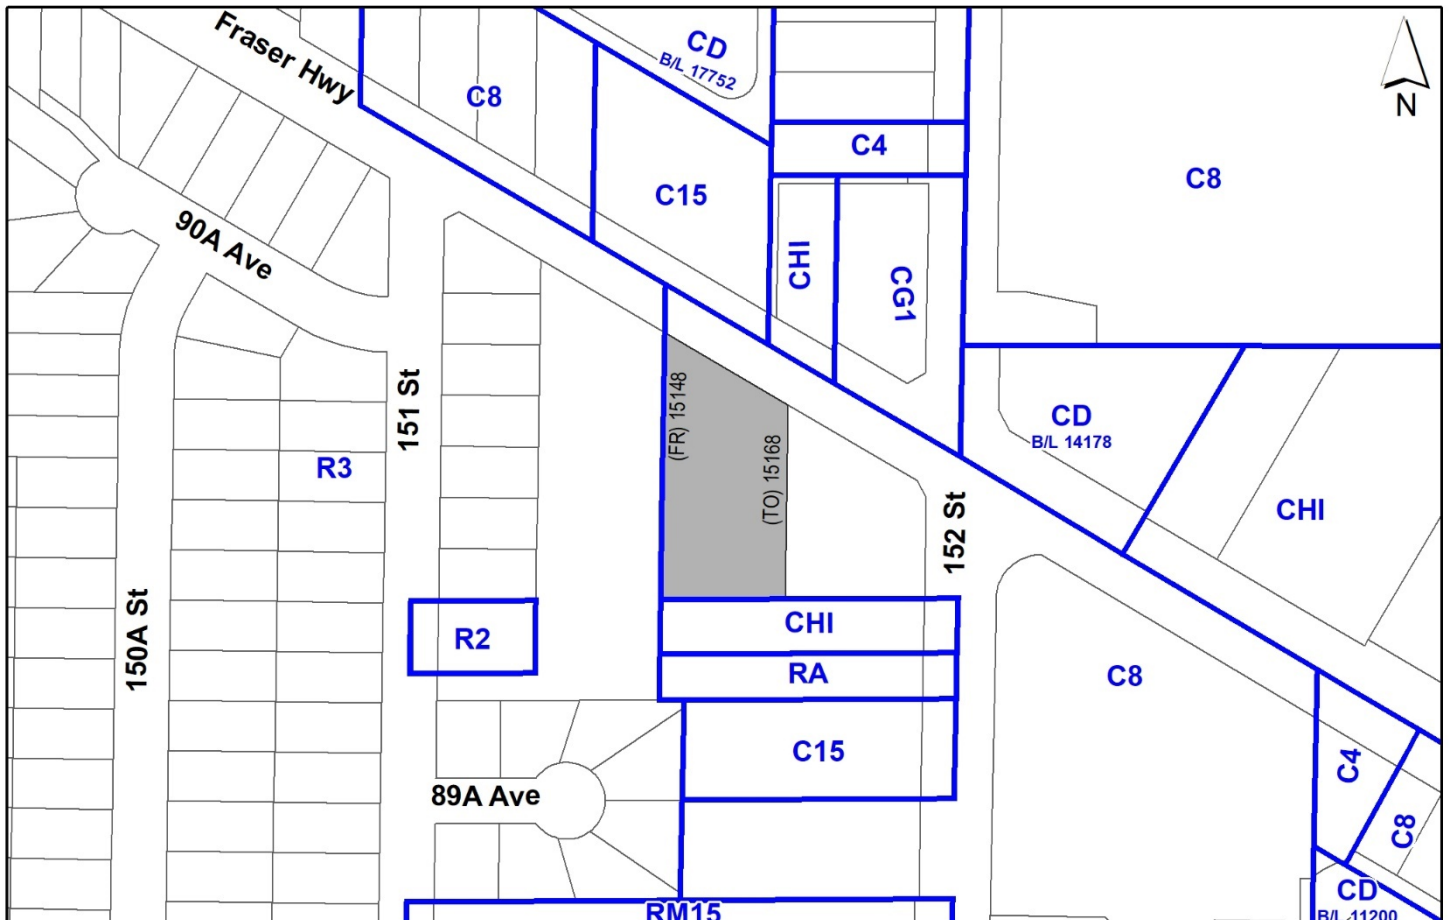 Fraser Hwy
C8
CD
B/L 17752
C4
C8
N
C15
90A Ave
CHI
CG1
151 St
(FR) 15148
(TO) 15168
CD
B/L 14178
R3
CHI
152 St
150A St
R2
CHI
RA
C8
C15
C4
89A Ave
C8
CD
B/L 11200
RM15